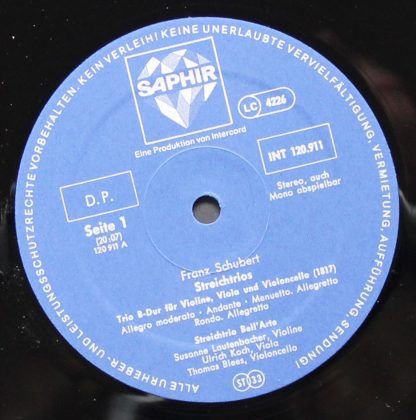 ALLE URHEBER- UND LEISTUNGSSCHUTZRECHTE VORBEHALTEN. KEIN VERLEIH! KEINE UNERLAUBTE VERVIELFÄLTIGUNG, VERMIETUNG, AUFFÜHRUNG, SENDUNG!
SAPHIR
Eine Produktion von Intercord
LC 4226
INT 120.911
Stereo, auch
Mono abspielbar
D. P.
Seite 1
(20:07)
120 911 A
Franz Schubert
Streichtrios
Trio B-Dur für Violine, Viola und Violoncello (1817)
Allegro moderato · Andante · Menuetto. Allegretto
Rondo. Allegretto
Streichtrio Bell'Arte
Susanne Lautenbacher, Violine
Ulrich Koch, Viola
Thomas Blees, Violoncello
ST 33